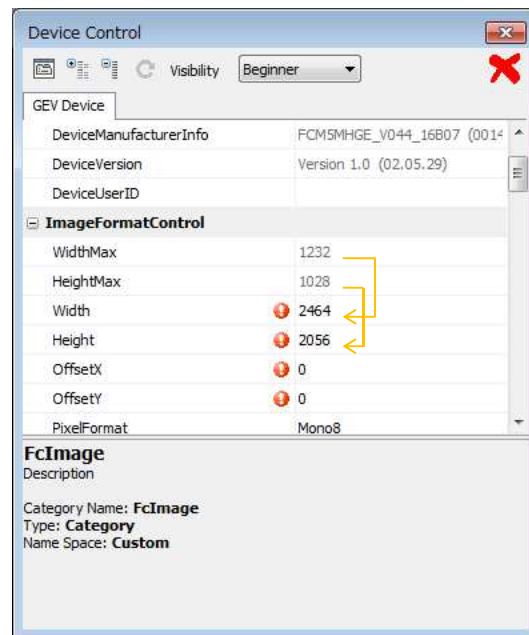 Device Control
Visibility Beginner
GEV Device
DeviceManufacturerInfo FCM5MHGE_V044_16B07 (0014
DeviceVersion Version 1.0 (02.05.29)
DeviceUserID
ImageFormatControl
WidthMax 1232
HeightMax 1028
Width 2464
Height 2056
OffsetX 0
OffsetY 0
PixelFormat Mono8
FcImage
Description
Category Name: FcImage
Type: Category
Name Space: Custom